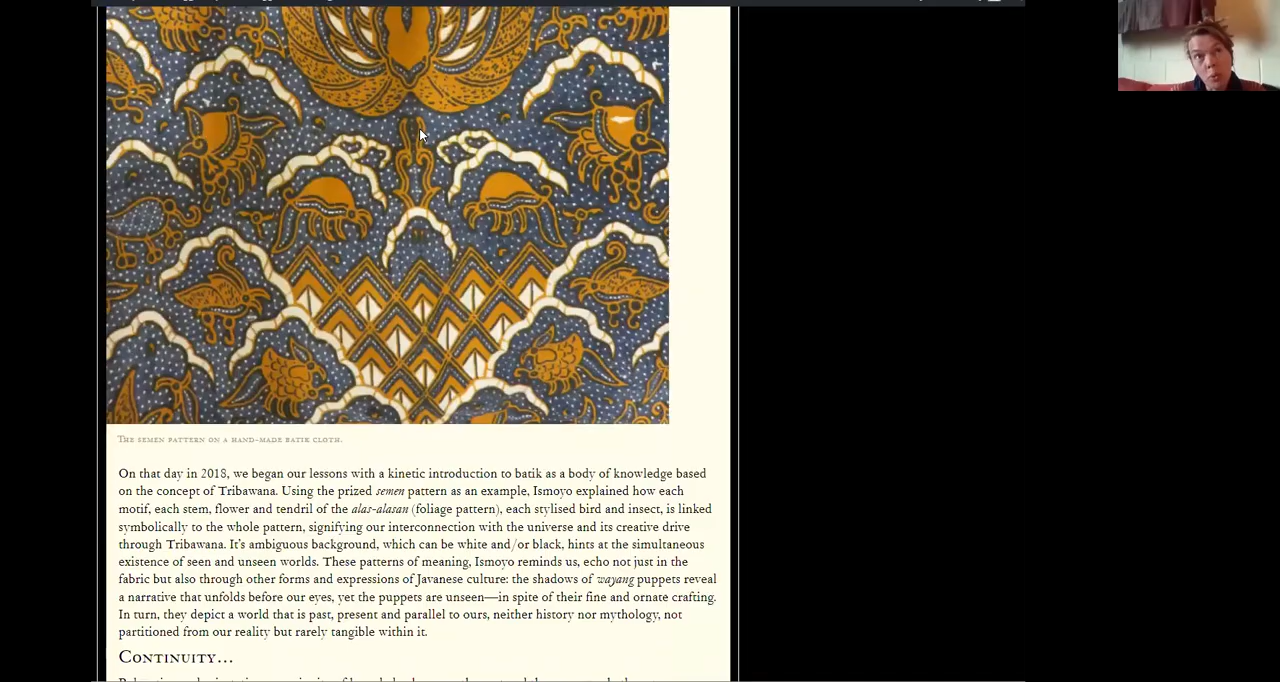 The semen pattern on a hand-made batik cloth.
On that day in 2018, we began our lessons with a kinetic introduction to batik as a body of knowledge based
on the concept of Tribawana. Using the prized semen pattern as an example, Ismoyo explained how each
motif, each stem, flower and tendril of the alas-alasan (foliage pattern), each stylised bird and insect, is linked
symbolically to the whole pattern, signifying our interconnection with the universe and its creative drive
through Tribawana. It's ambiguous background, which can be white and/or black, hints at the simultaneous
existence of seen and unseen worlds. These patterns of meaning, Ismoyo reminds us, echo not just in the
fabric but also through other forms and expressions of Javanese culture: the shadows of wayang puppets reveal
a narrative that unfolds before our eyes, yet the puppets are unseen—in spite of their fine and ornate crafting.
In turn, they depict a world that is past, present and parallel to ours, neither history nor mythology, not
partitioned from our reality but rarely tangible within it.
Continuity...